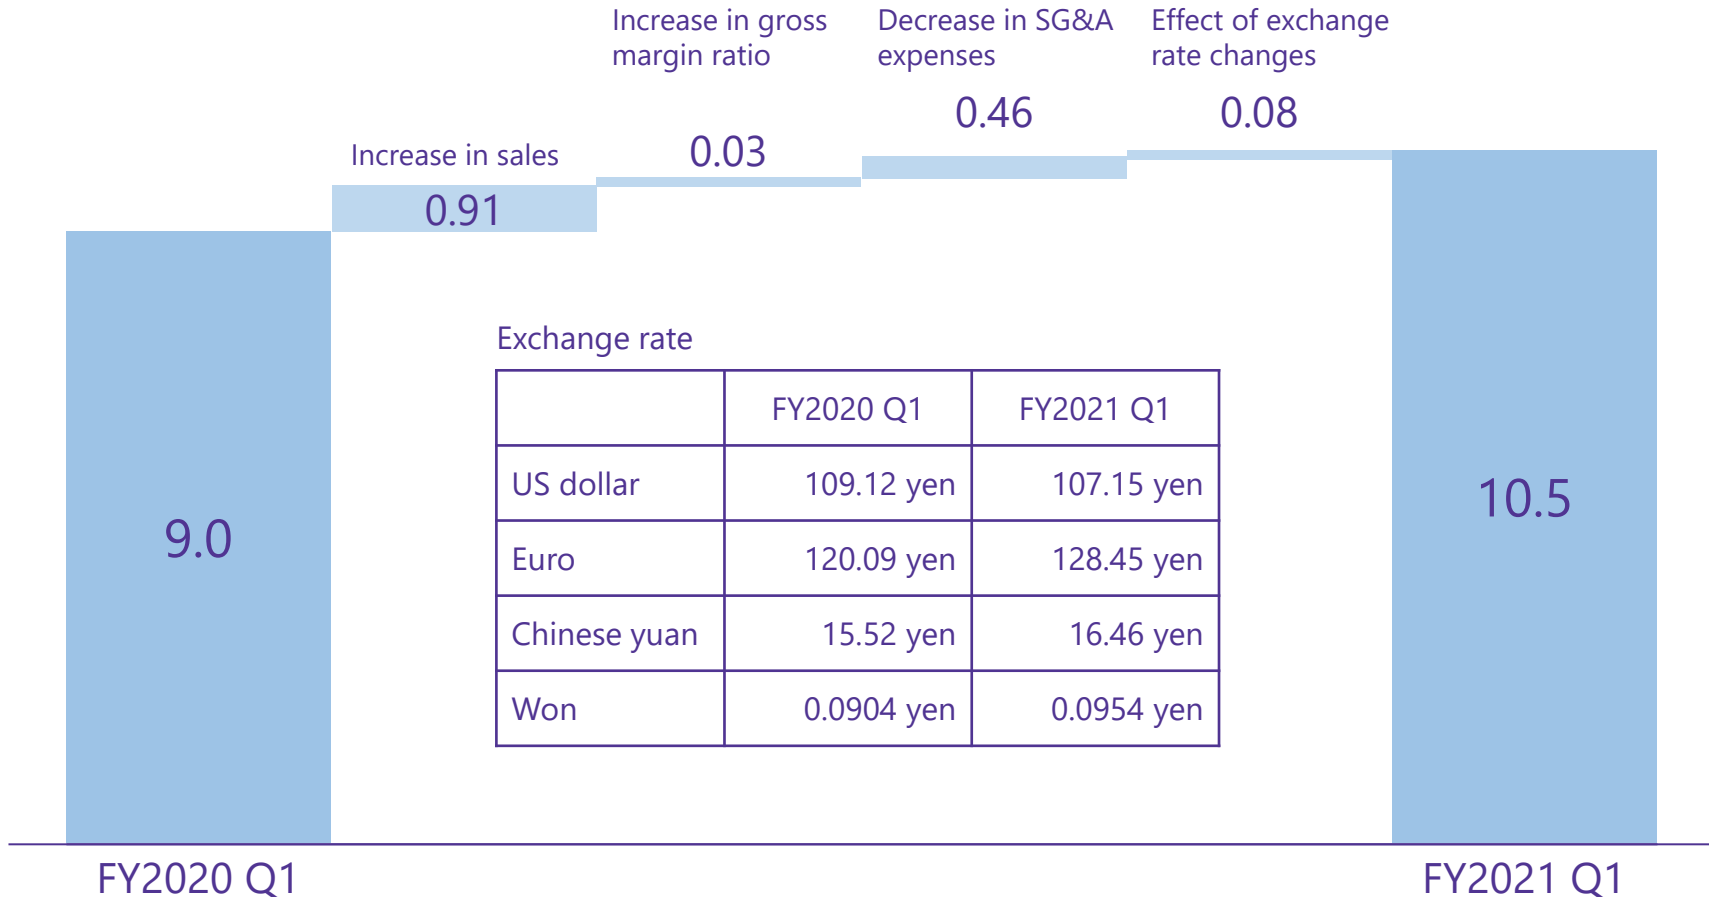 Increase in gross
margin ratio
Decrease in SG&A
expenses
Effect of exchange
rate changes
0.46
0.08
Increase in sales
0.03
0.91
Exchange rate
FY2020 Q1 FY2021 Q1
US dollar 109.12 yen 107.15 yen
Euro 120.09 yen 128.45 yen
Chinese yuan 15.52 yen 16.46 yen
Won 0.0904 yen 0.0954 yen
9.0
10.5
FY2020 Q1
FY2021 Q1